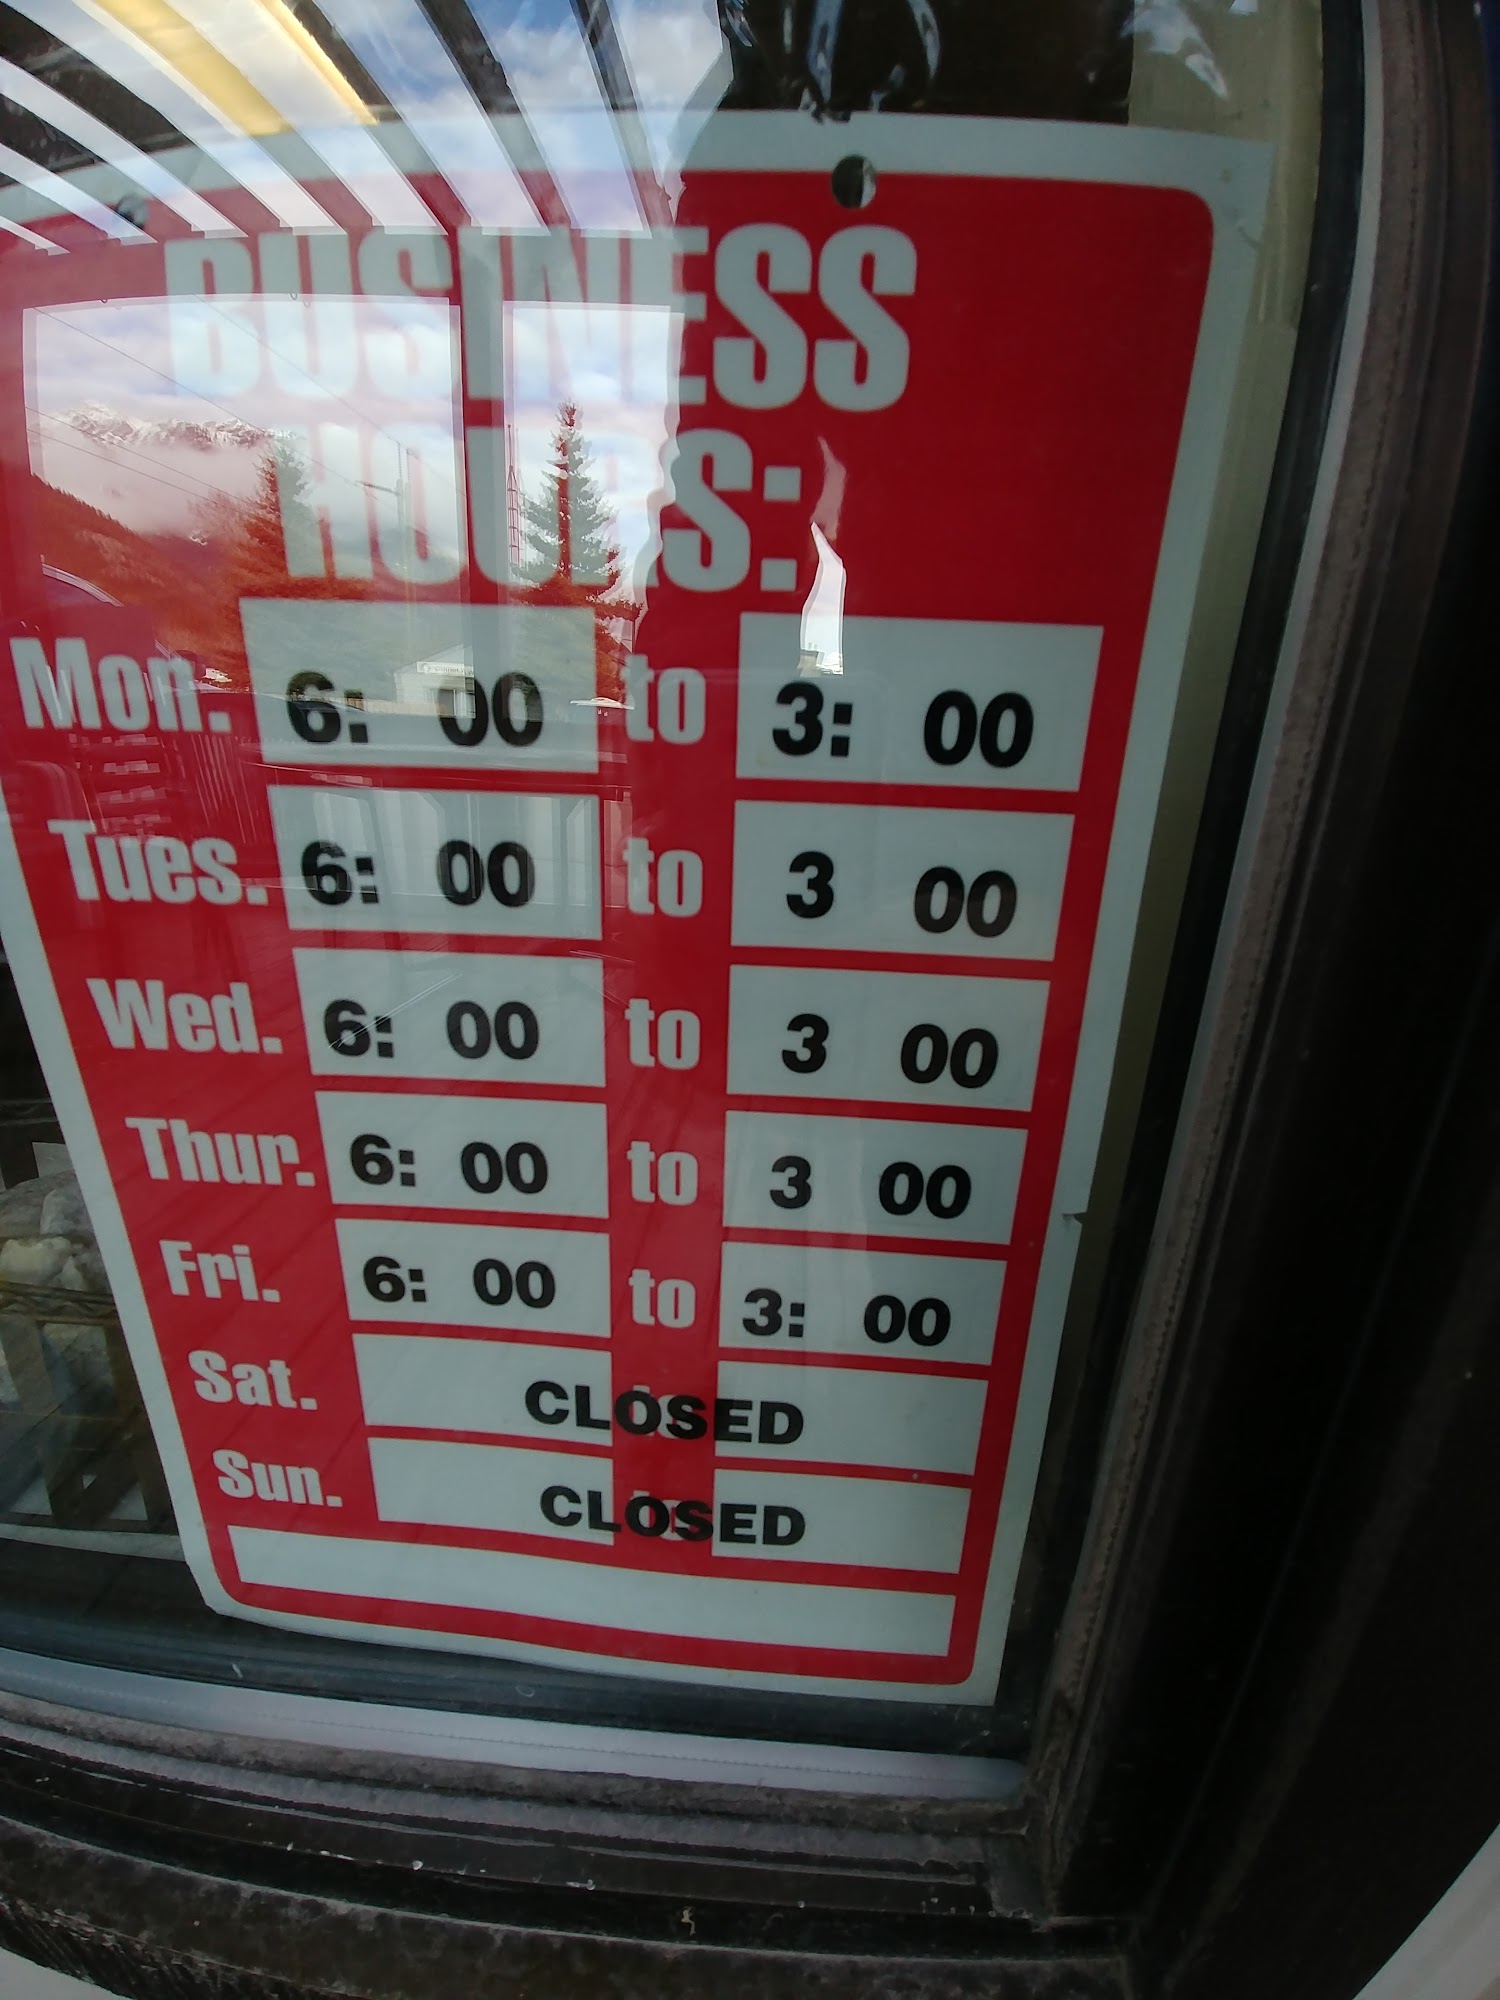 BUSINESS
HOURS:
Mon. 6: 00 to 3: 00
Tues. 6: 00 to 3 00
Wed. 6: 00 to 3 00
Thur. 6: 00 to 3 00
Fri. 6: 00 to 3: 00
Sat. CLOSED
Sun. CLOSED